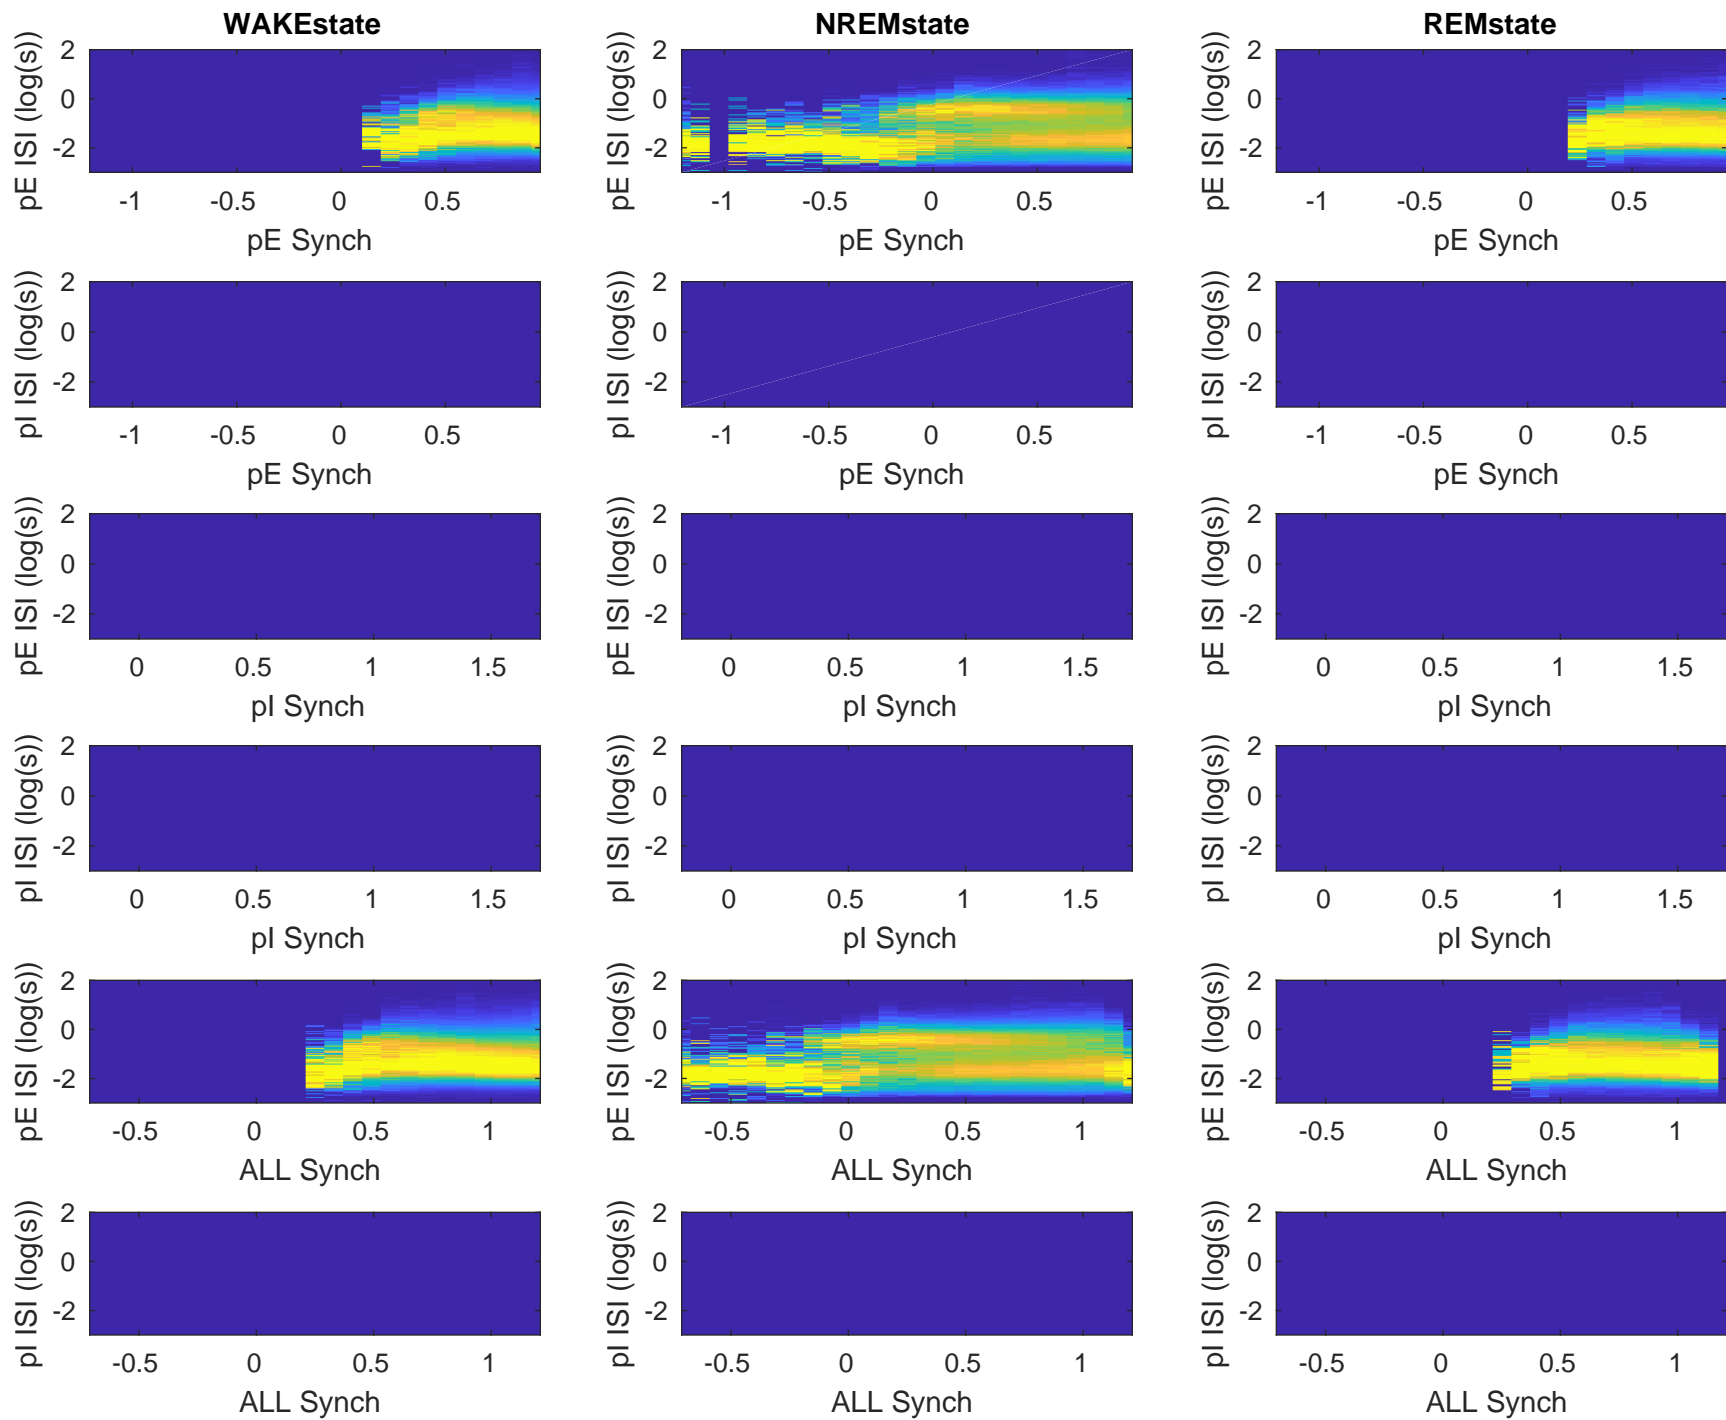 WAKEstate NREMstate REMstate
pE ISI (log(s)) 2 0 -2 pE ISI (log(s)) 2 0 -2 pE ISI (log(s)) 2 0 -2
-1 -0.5 0 0.5 -1 -0.5 0 0.5 -1 -0.5 0 0.5
pE Synch pE Synch pE Synch
pI ISI (log(s)) 2 0 -2 pI ISI (log(s)) 2 0 -2 pI ISI (log(s)) 2 0 -2
-1 -0.5 0 0.5 -1 -0.5 0 0.5 -1 -0.5 0 0.5
pE Synch pE Synch pE Synch
pE ISI (log(s)) 2 0 -2 pE ISI (log(s)) 2 0 -2 pE ISI (log(s)) 2 0 -2
0 0.5 1 1.5 0 0.5 1 1.5 0 0.5 1 1.5
pI Synch pI Synch pI Synch
pI ISI (log(s)) 2 0 -2 pI ISI (log(s)) 2 0 -2 pI ISI (log(s)) 2 0 -2
0 0.5 1 1.5 0 0.5 1 1.5 0 0.5 1 1.5
pI Synch pI Synch pI Synch
pE ISI (log(s)) 2 0 -2 pE ISI (log(s)) 2 0 -2 pE ISI (log(s)) 2 0 -2
-0.5 0 0.5 1 -0.5 0 0.5 1 -0.5 0 0.5 1
ALL Synch ALL Synch ALL Synch
pI ISI (log(s)) 2 0 -2 pI ISI (log(s)) 2 0 -2 pI ISI (log(s)) 2 0 -2
-0.5 0 0.5 1 -0.5 0 0.5 1 -0.5 0 0.5 1
ALL Synch ALL Synch ALL Synch